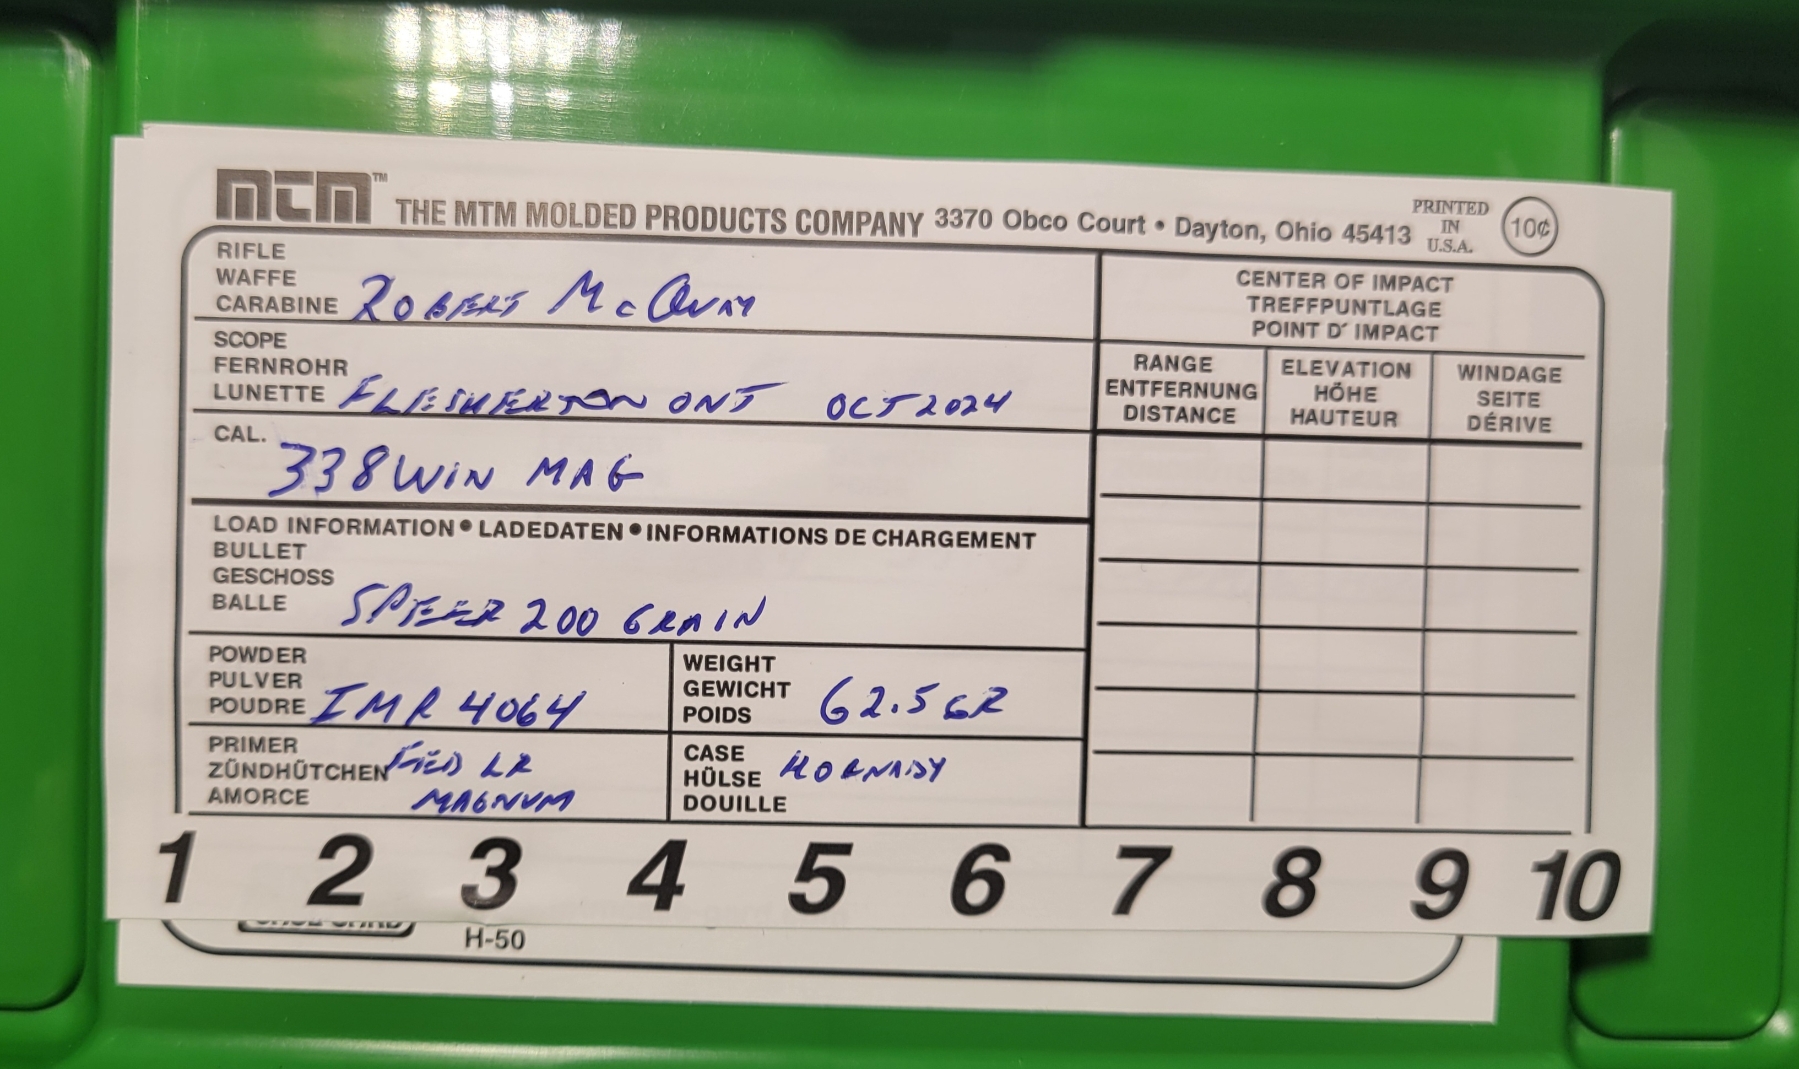 MTM™ THE MTM MOLDED PRODUCTS COMPANY 3370 Obco Court • Dayton, Ohio 45413 PRINTED IN U.S.A. 10¢
RIFLE
WAFFE
CARABINE ROBERT McQUAY
SCOPE
FERNROHR
LUNETTE FLESHERTON ONT OCT 2024
CAL.
338 WIN MAG
LOAD INFORMATION • LADEDATEN • INFORMATIONS DE CHARGEMENT
BULLET
GESCHOSS
BALLE SPEER 200 GRAIN
POWDER
PULVER
POUDRE IMR 4064
WEIGHT
GEWICHT
POIDS 62.5 GR
PRIMER
ZÜNDHÜTCHEN FED LR
AMORCE MAGNUM
CASE
HÜLSE HORNADY
DOUILLE
CENTER OF IMPACT
TREFFPUNTLAGE
POINT D' IMPACT
RANGE
ENTFERNUNG
DISTANCE
ELEVATION
HÖHE
HAUTEUR
WINDAGE
SEITE
DÉRIVE
1 2 3 4 5 6 7 8 9 10
H-50